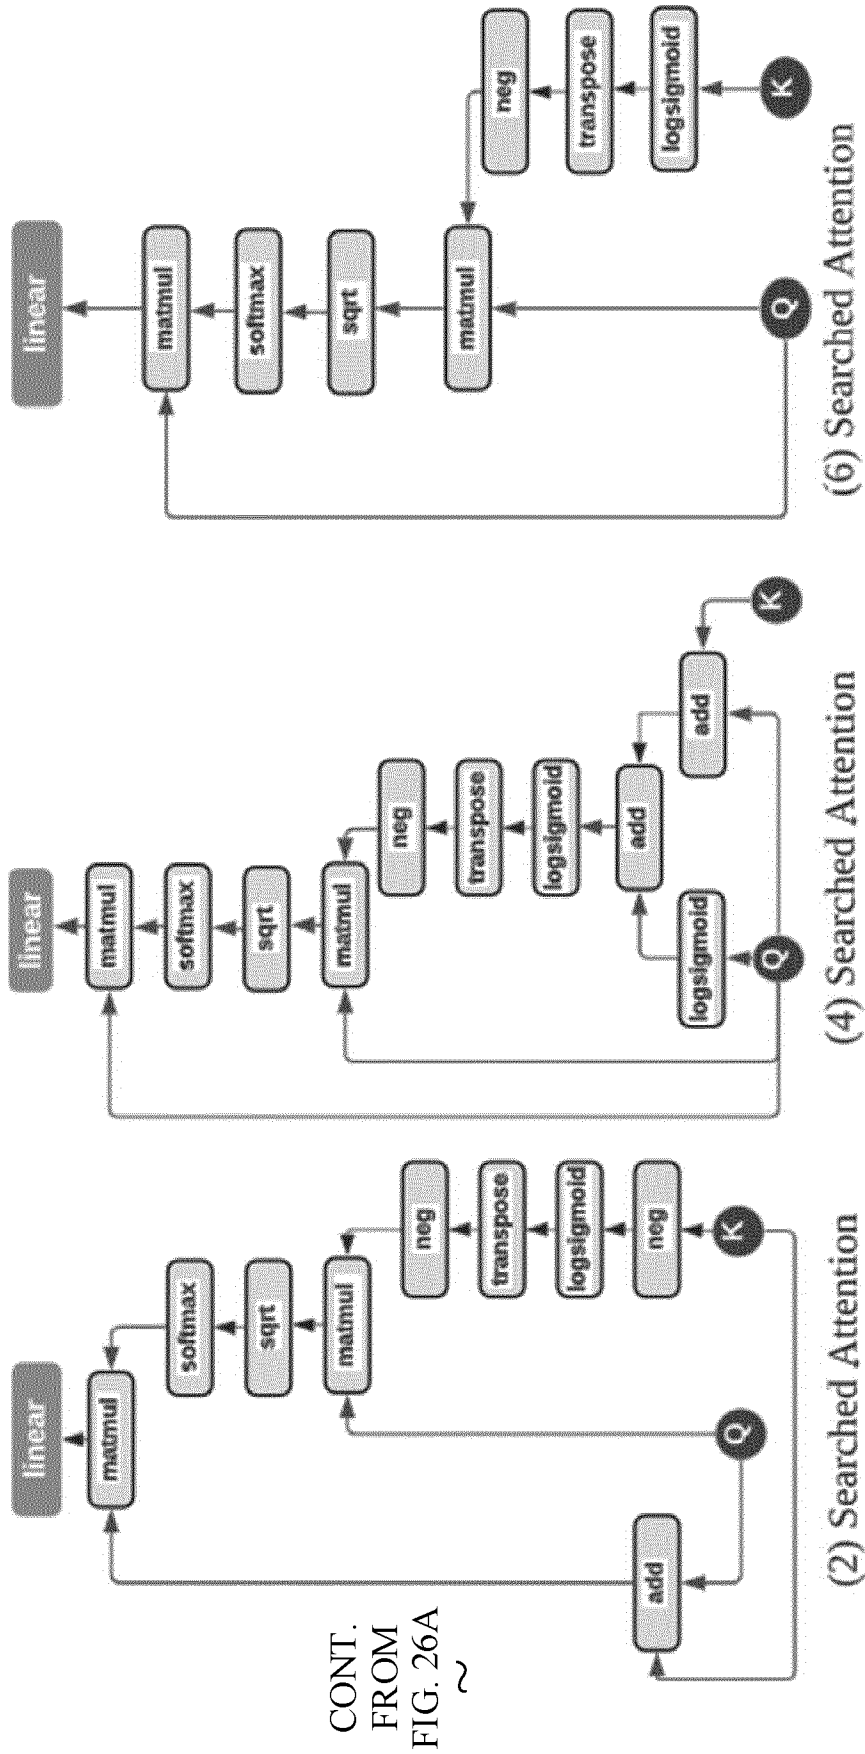 CONT.
FROM
FIG. 26A
linear
matmul
softmax
sqrt
matmul
neg
transpose
logsigmoid
neg
add
Q
K
(2) Searched Attention
linear
matmul
softmax
sqrt
matmul
neg
transpose
logsigmoid
add
logsigmoid
add
Q
K
(4) Searched Attention
linear
matmul
softmax
sqrt
matmul
neg
transpose
logsigmoid
Q
K
(6) Searched Attention